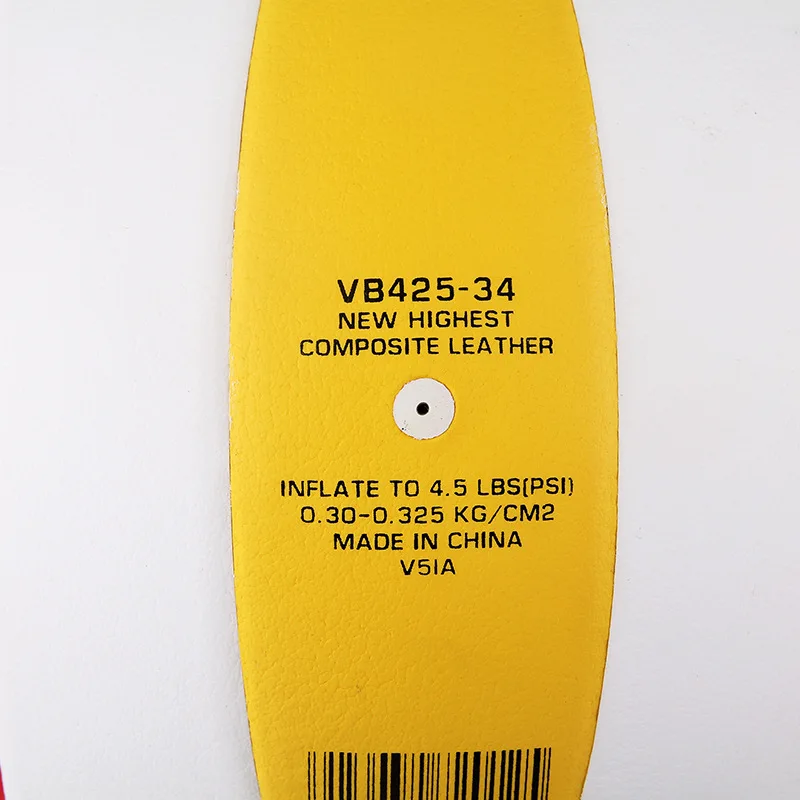 VB425-34
NEW HIGHEST
COMPOSITE LEATHER
INFLATE TO 4.5 LBS(PSI)
0.30-0.325 KG/CM2
MADE IN CHINA
V51A